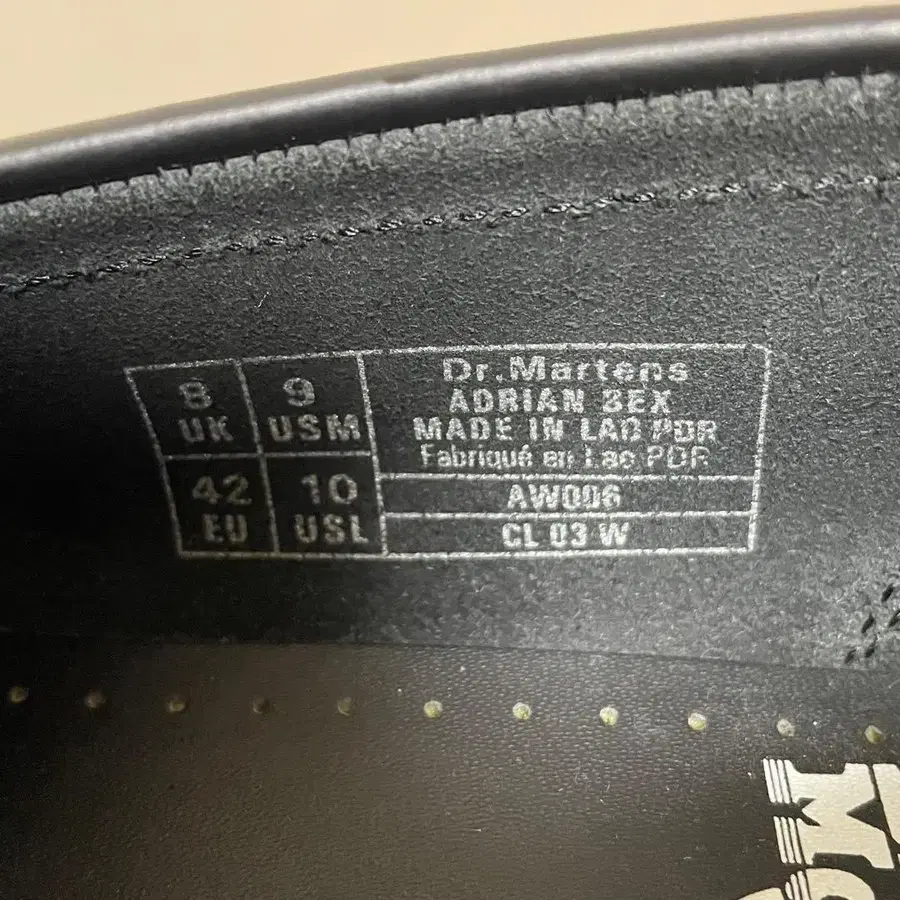 8 UK
9 USM
42 EU
10 USL
Dr.Martens
ADRIAN BEX
MADE IN LAO PDR
Fabriqué en Lao PDR
AW006
CL 03 W